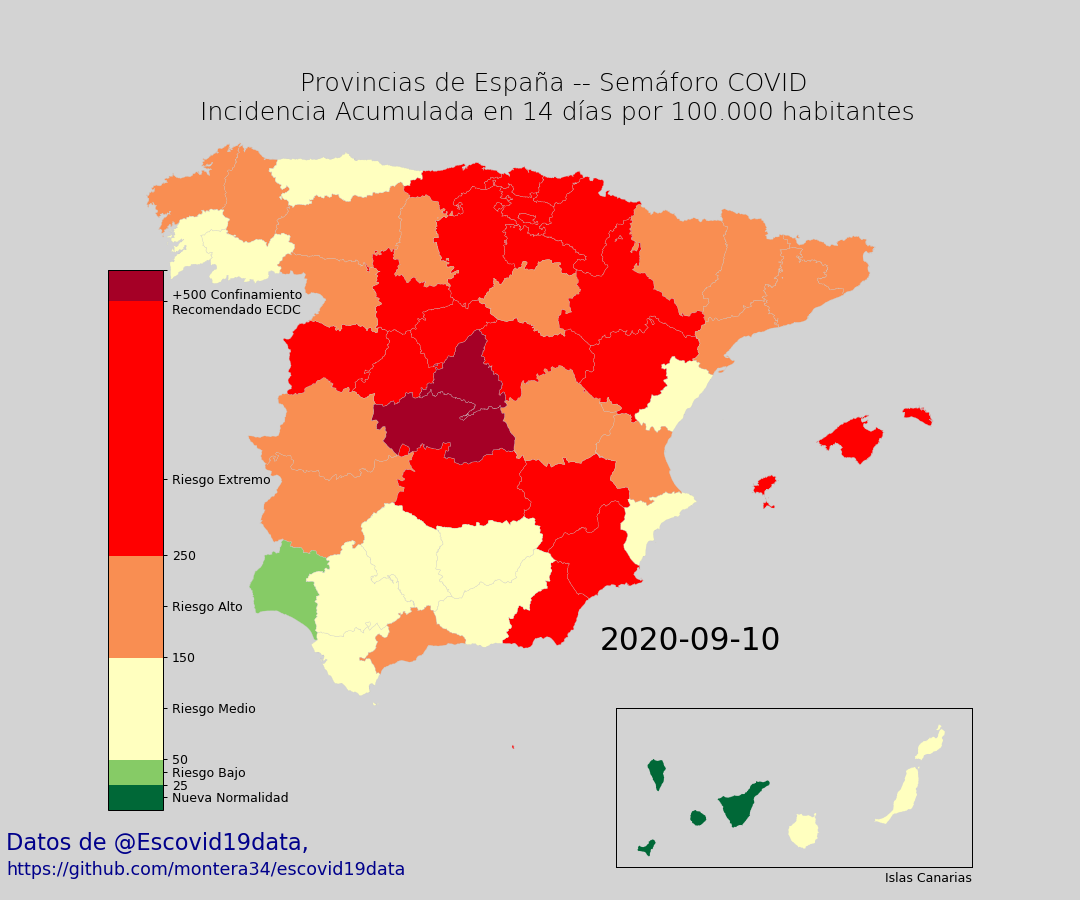 Provincias de España -- Semáforo COVID
Incidencia Acumulada en 14 días por 100.000 habitantes
+500 Confinamiento
Recomendado ECDC
Riesgo Extremo
250
Riesgo Alto
150
Riesgo Medio
50
Riesgo Bajo
25
Nueva Normalidad
2020-09-10
Islas Canarias
Datos de @Escovid19data,
https://github.com/montera34/escovid19data